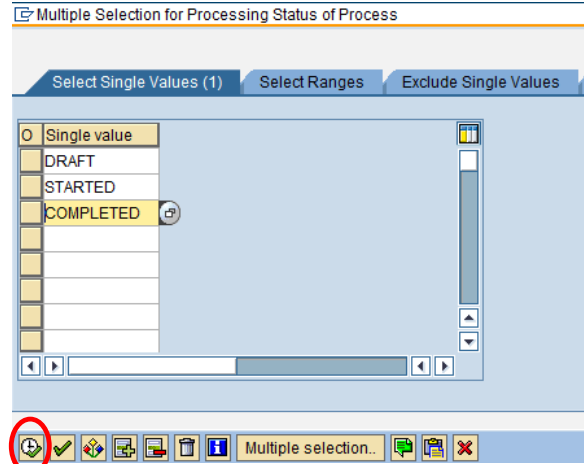 Multiple Selection for Processing Status of Process
Select Single Values (1) Select Ranges Exclude Single Values
O Single value
DRAFT
STARTED
COMPLETED
Multiple selection..